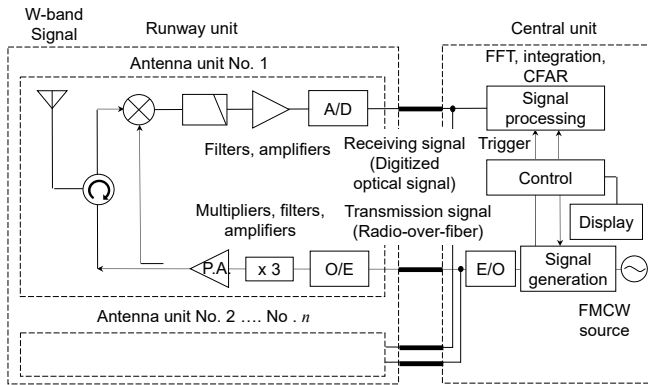 W-band
Signal
Runway unit
Central unit
Antenna unit No. 1
FFT, integration,
CFAR
A/D
Signal
processing
Filters, amplifiers
Receiving signal
(Digitized
optical signal)
Trigger
Control
Multipliers, filters,
amplifiers
Transmission signal
(Radio-over-fiber)
Display
P.A.
x 3
O/E
E/O
Signal
generation
FMCW
source
Antenna unit No. 2 …. No . n